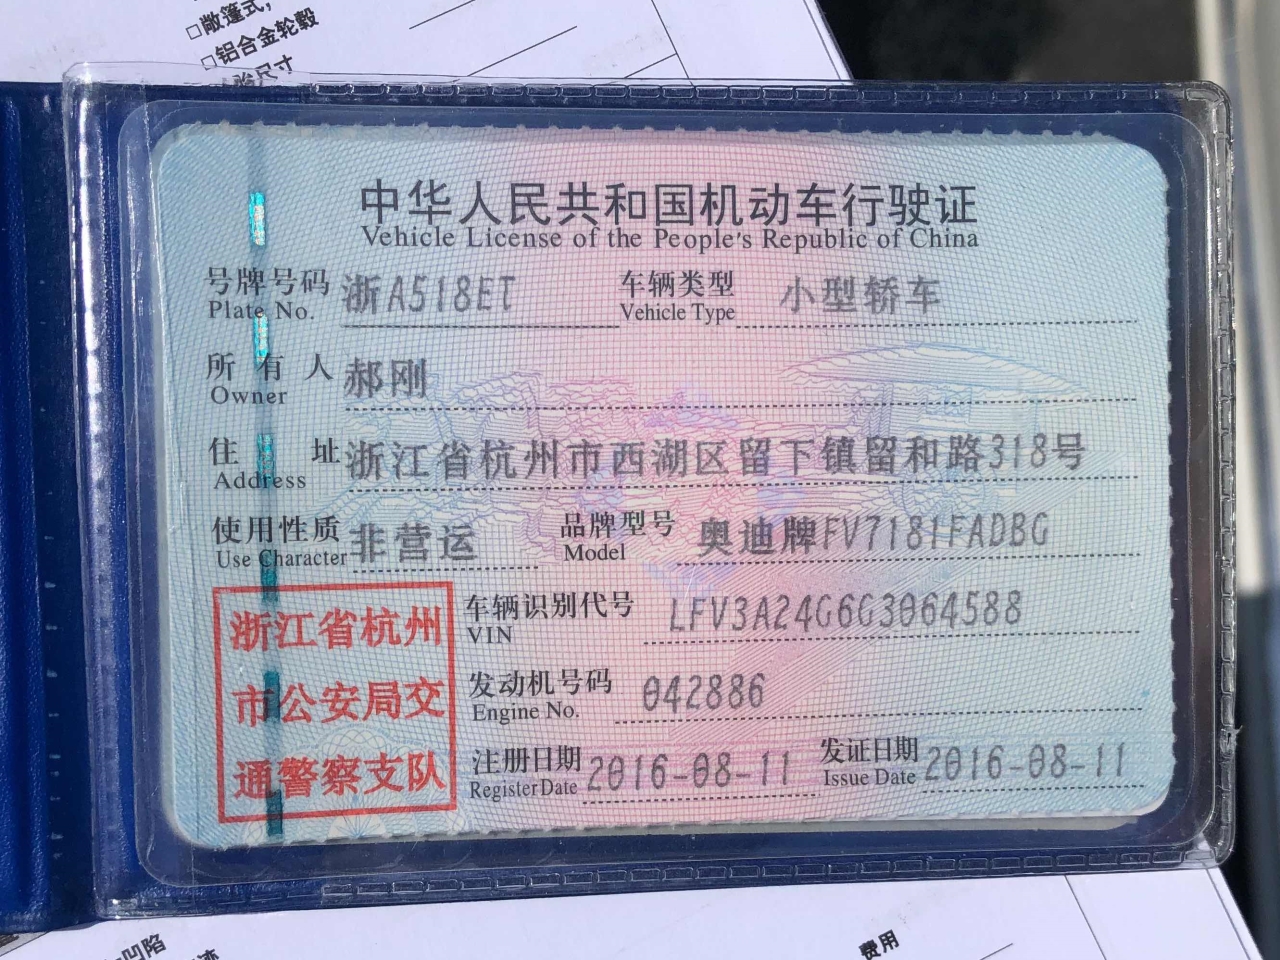 □敞篷式，
□铝合金轮毂
胎尺寸
中华人民共和国机动车行驶证
Vehicle License of the People's Republic of China
号牌号码 浙A518ET 车辆类型 小型轿车
Plate No. Vehicle Type
所有人 郝刚
Owner
住址 浙江省杭州市西湖区留下镇留和路318号
Address
使用性质 非营运 品牌型号 奥迪牌FV7181FADBG
Use Character Model
浙江省杭州
市公安局交
通警察支队
车辆识别代号 LFV3A24G6G3064588
VIN
发动机号码 042886
Engine No.
注册日期 2016-08-11 发证日期 2016-08-11
Register Date Issue Date
凹陷
费用